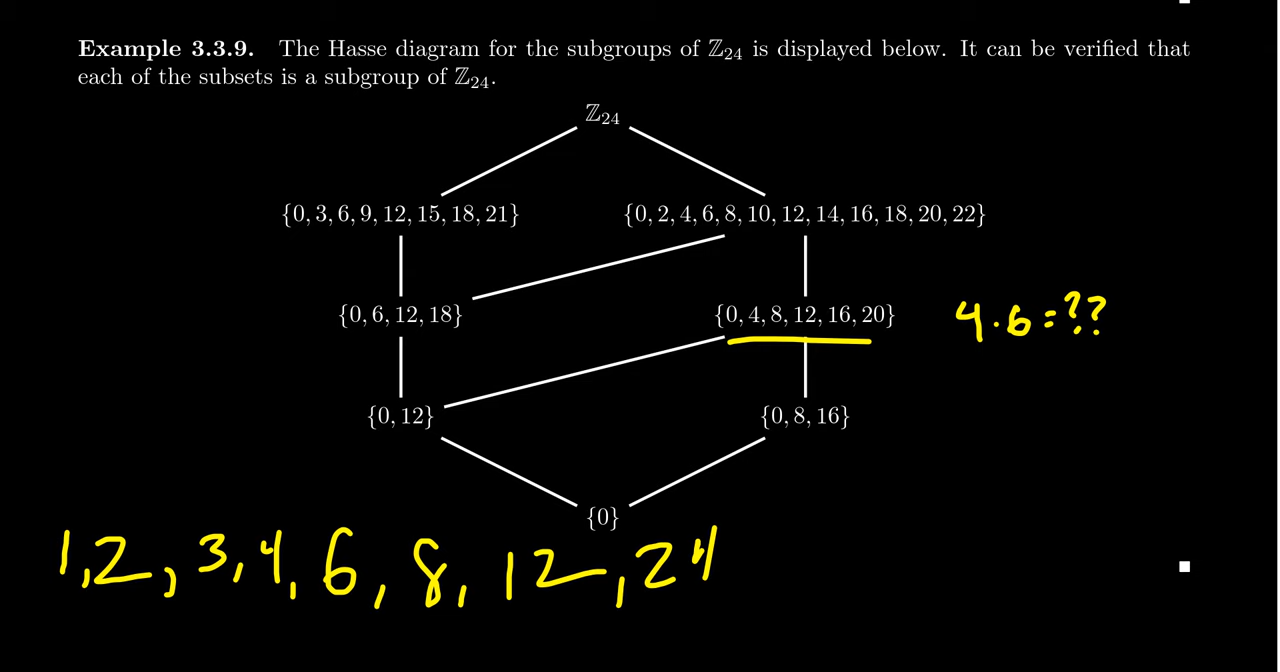 Example 3.3.9. The Hasse diagram for the subgroups of ℤ₂₄ is displayed below. It can be verified that
each of the subsets is a subgroup of ℤ₂₄.
ℤ₂₄
{0, 3, 6, 9, 12, 15, 18, 21}
{0, 2, 4, 6, 8, 10, 12, 14, 16, 18, 20, 22}
{0, 6, 12, 18}
{0, 4, 8, 12, 16, 20}
4 · 6 = ??
{0, 12}
{0, 8, 16}
{0}
1, 2, 3, 4, 6, 8, 12, 24